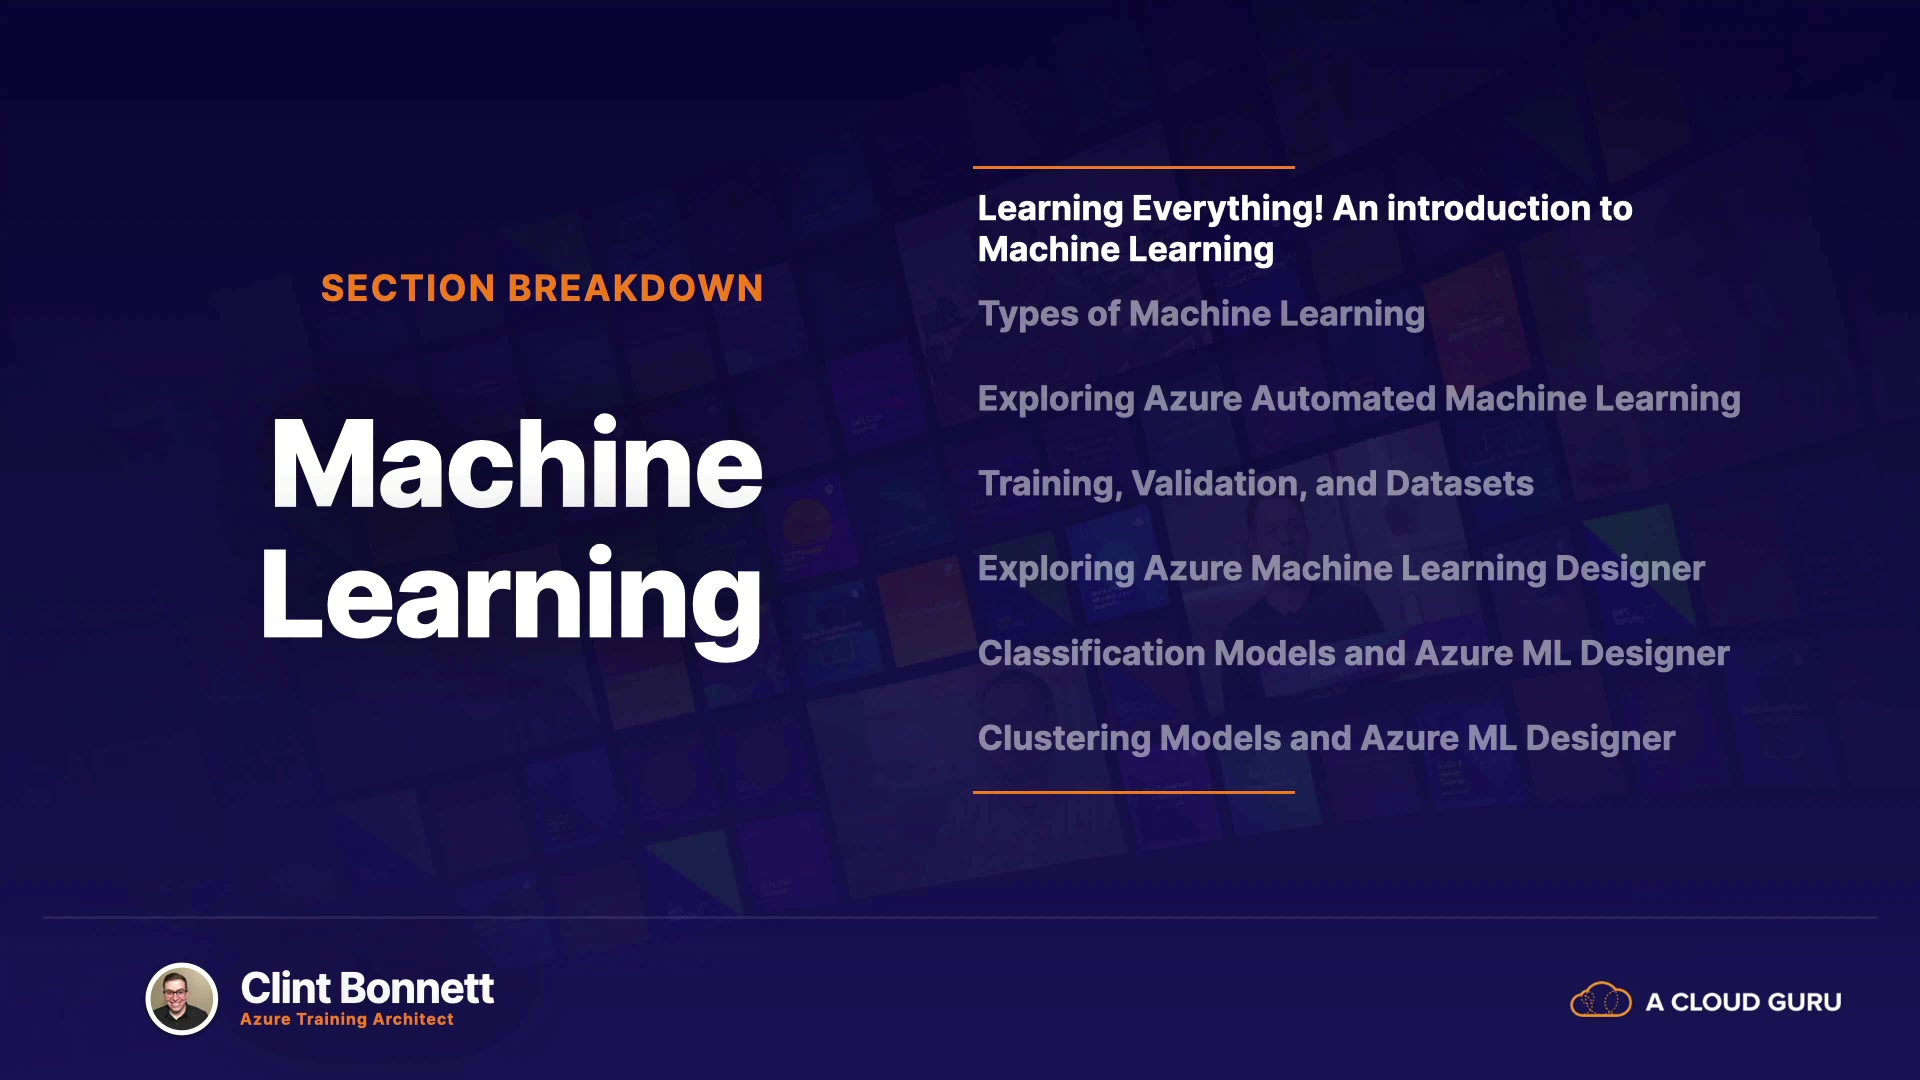 SECTION BREAKDOWN
Machine
Learning
Learning Everything! An introduction to
Machine Learning
Types of Machine Learning
Exploring Azure Automated Machine Learning
Training, Validation, and Datasets
Exploring Azure Machine Learning Designer
Classification Models and Azure ML Designer
Clustering Models and Azure ML Designer
Clint Bonnett
Azure Training Architect
A CLOUD GURU